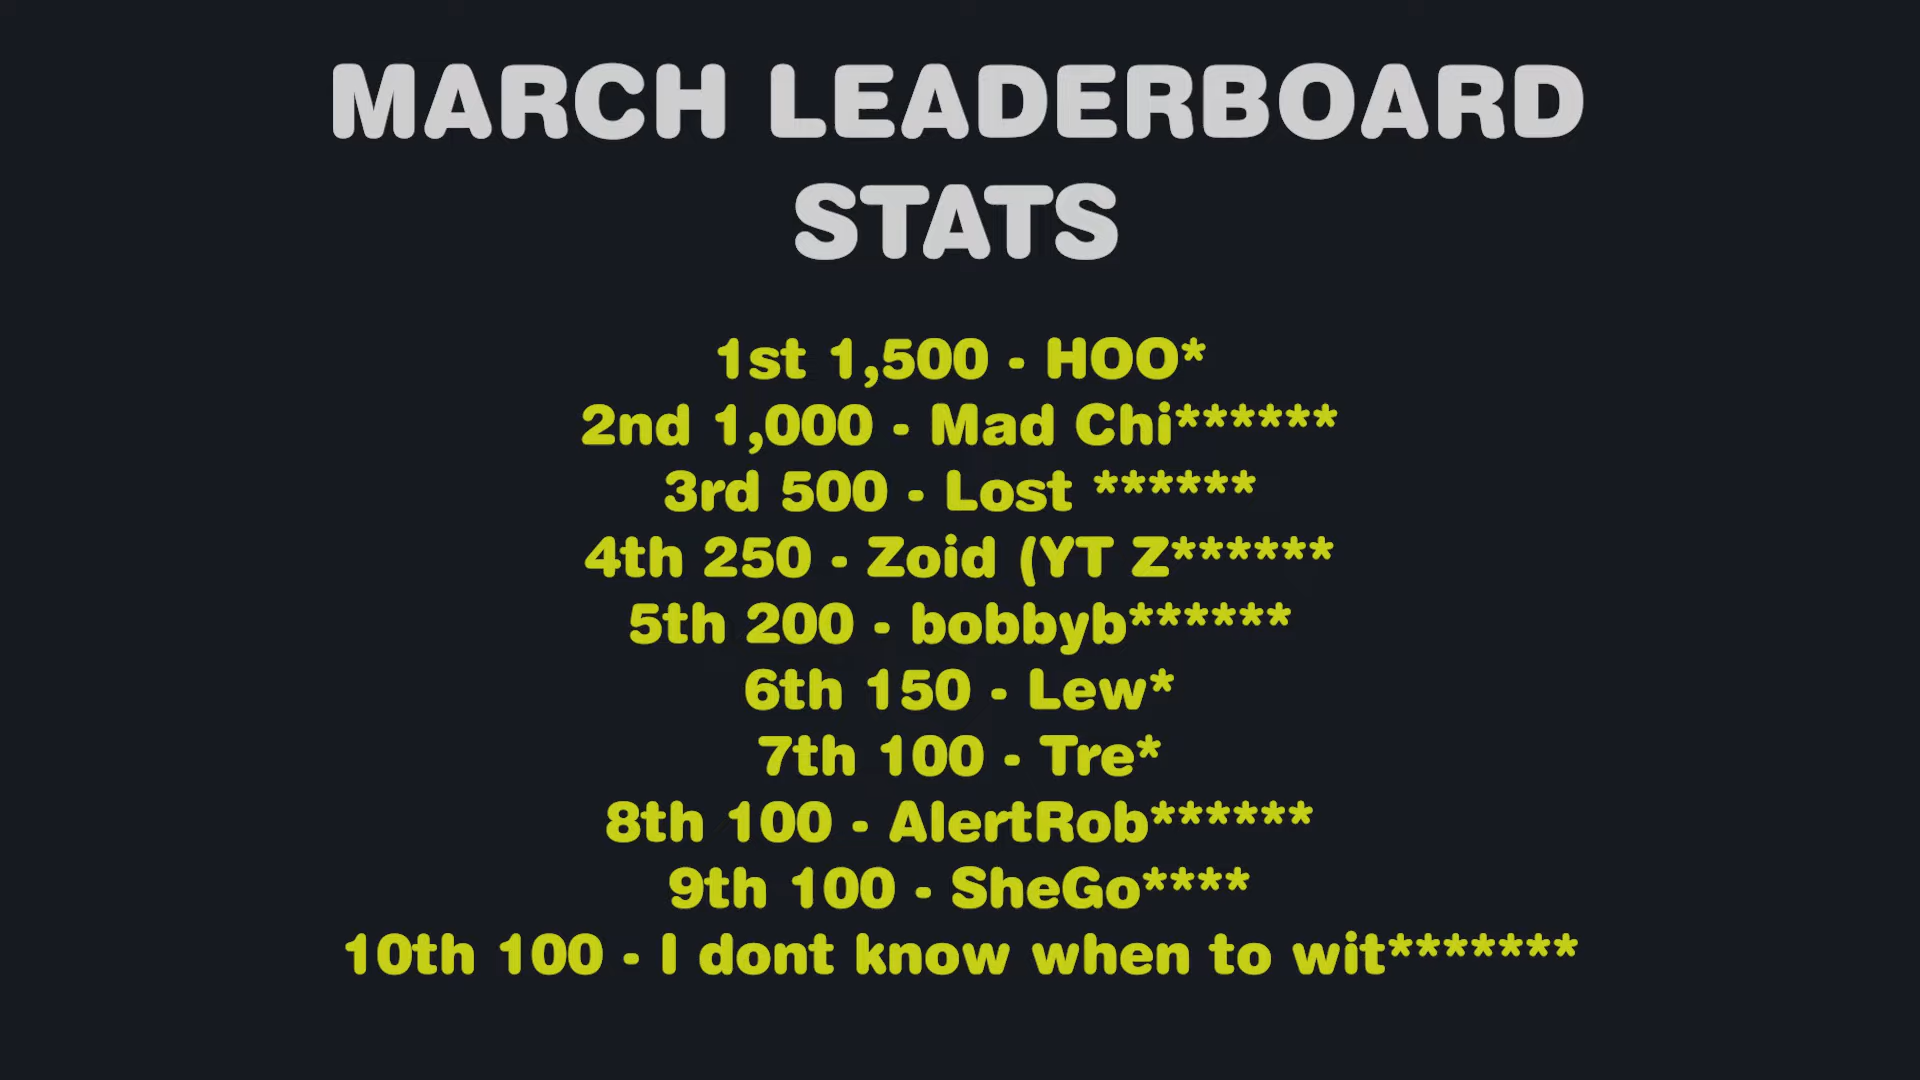 MARCH LEADERBOARD
STATS
1st 1,500 - HOO*
2nd 1,000 - Mad Chi******
3rd 500 - Lost ******
4th 250 - Zoid (YT Z******
5th 200 - bobbyb******
6th 150 - Lew*
7th 100 - Tre*
8th 100 - AlertRob******
9th 100 - SheGo****
10th 100 - I dont know when to wit*******